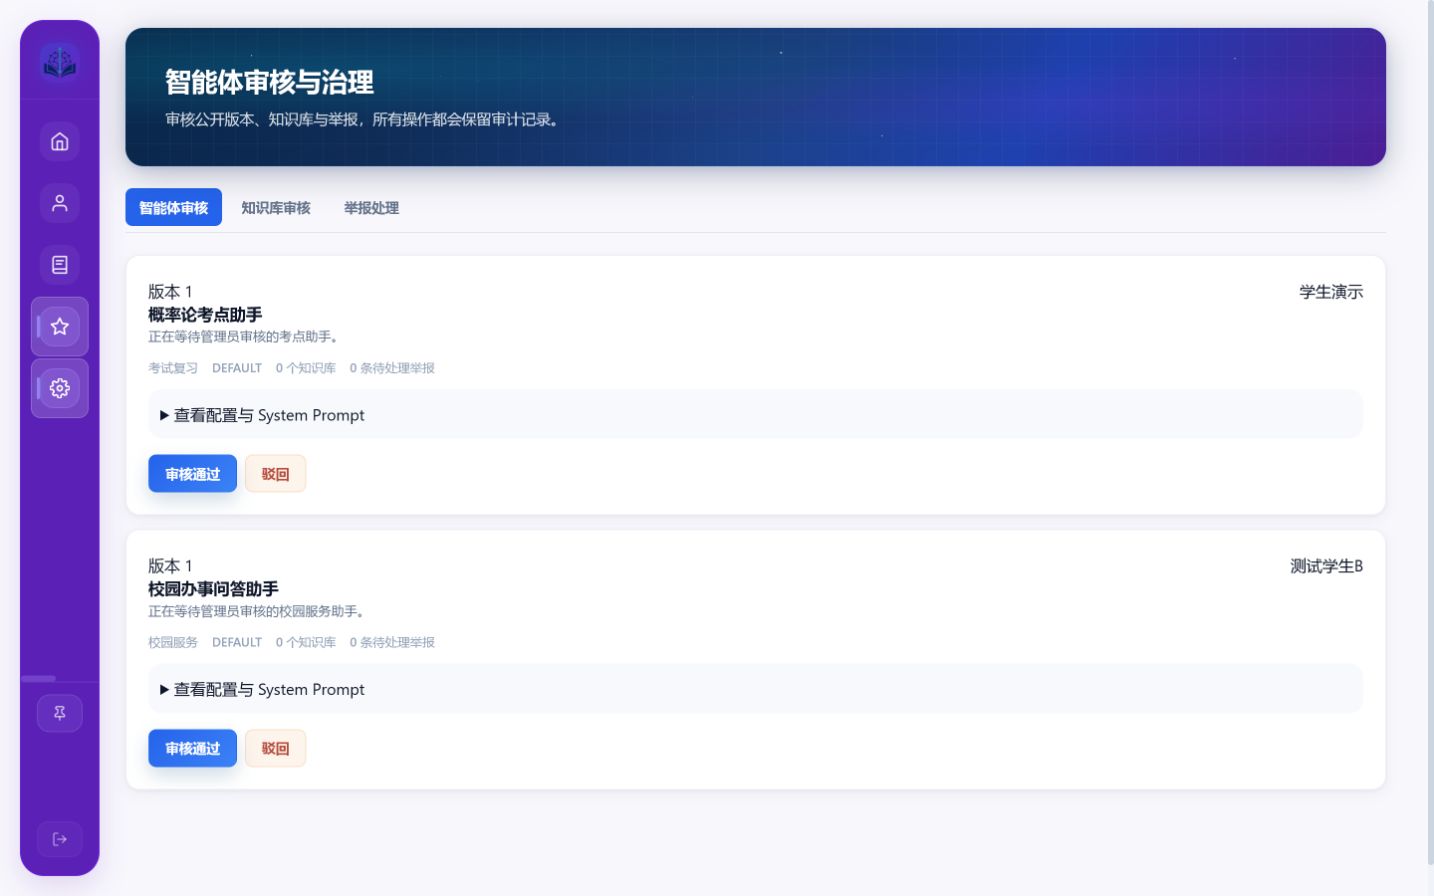 智能体审核与治理
审核公开版本、知识库与举报，所有操作都会保留审计记录。
智能体审核 知识库审核 举报处理
版本 1 学生演示
概率论考点助手
正在等待管理员审核的考点助手。
考试复习 DEFAULT 0 个知识库 0 条待处理举报
▶ 查看配置与 System Prompt
审核通过 驳回
版本 1 测试学生B
校园办事问答助手
正在等待管理员审核的校园服务助手。
校园服务 DEFAULT 0 个知识库 0 条待处理举报
▶ 查看配置与 System Prompt
审核通过 驳回